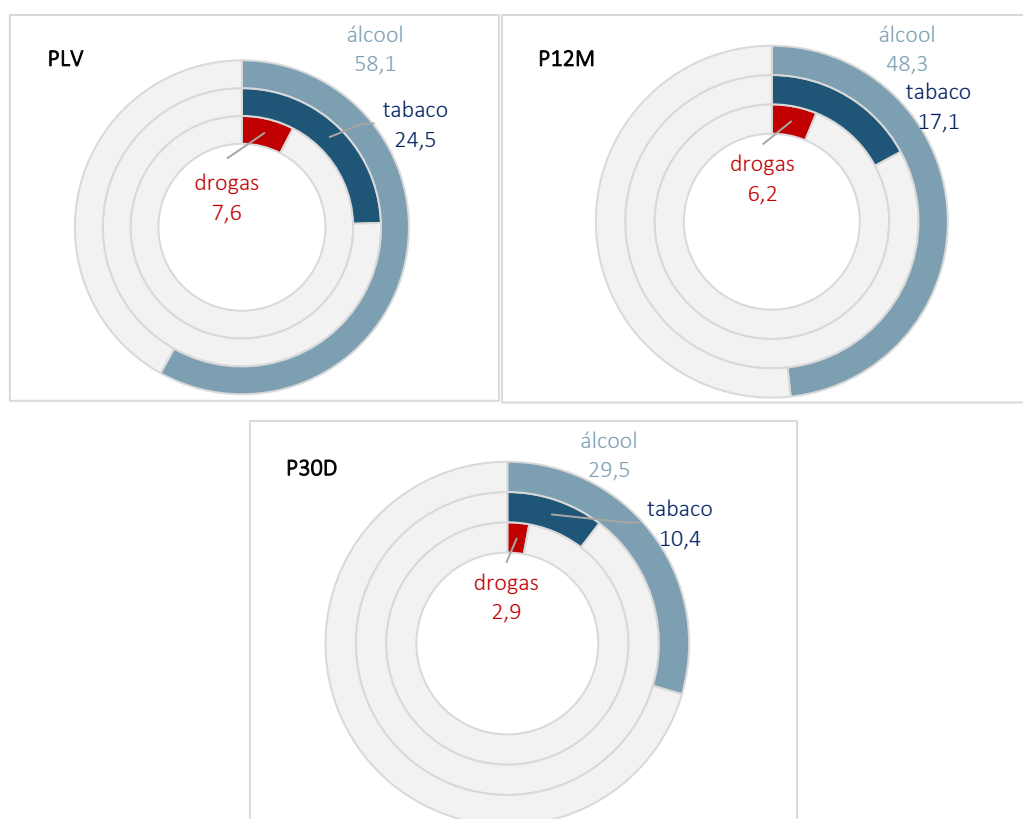 PLV
álcool
58,1
tabaco
24,5
drogas
7,6
P12M
álcool
48,3
tabaco
17,1
drogas
6,2
P30D
álcool
29,5
tabaco
10,4
drogas
2,9